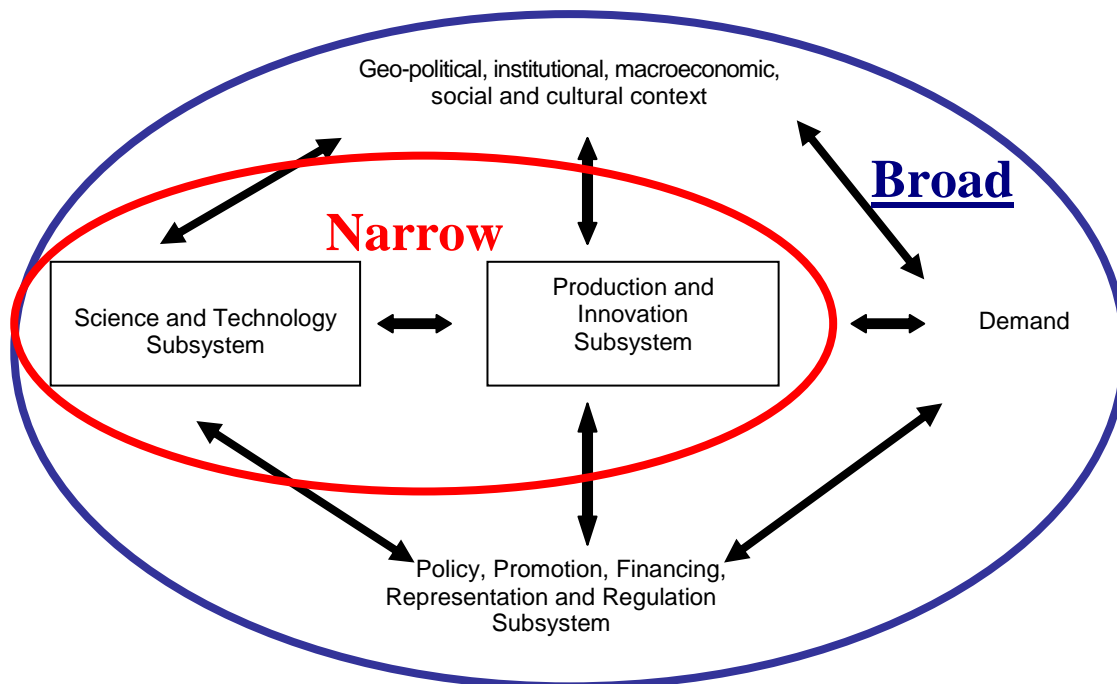 Geo-political, institutional, macroeconomic,
social and cultural context
Broad
Narrow
Science and Technology
Subsystem
Production and
Innovation
Subsystem
Demand
Policy, Promotion, Financing,
Representation and Regulation
Subsystem